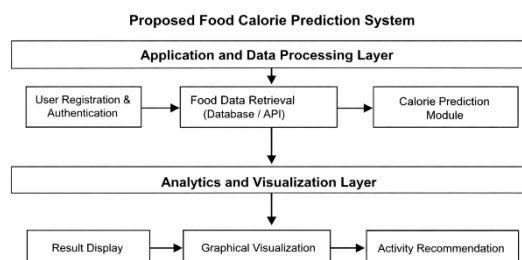 Proposed Food Calorie Prediction System
Application and Data Processing Layer
User Registration &
Authentication
Food Data Retrieval
(Database / API)
Calorie Prediction
Module
Analytics and Visualization Layer
Result Display
Graphical Visualization
Activity Recommendation